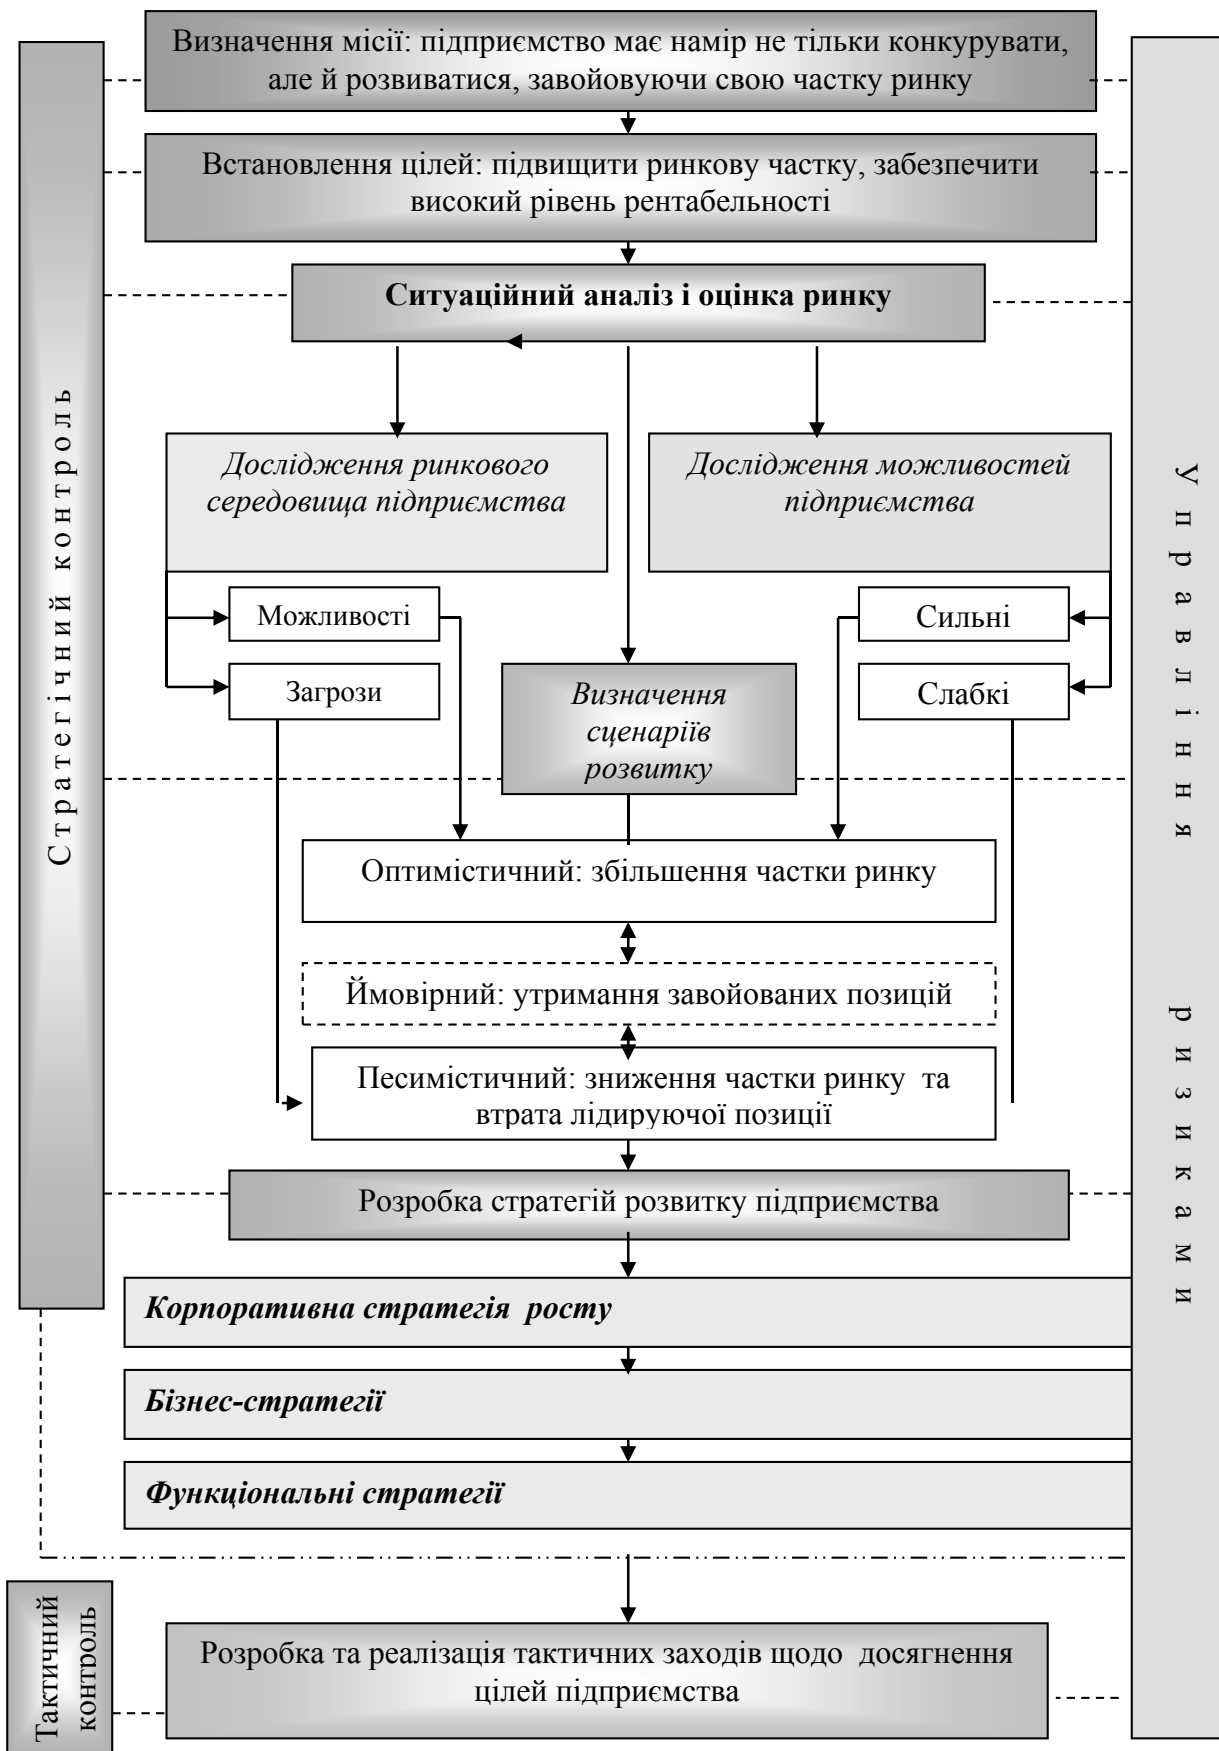 Визначення місії: підприємство має намір не тільки конкурувати,
але й розвиватися, завойовуючи свою частку ринку
Встановлення цілей: підвищити ринкову частку, забезпечити
високий рівень рентабельності
Ситуаційний аналіз і оцінка ринку
Стратегічний контроль
Управління ризиками
Дослідження ринкового
середовища підприємства
Дослідження можливостей
підприємства
Можливості
Сильні
Загрози
Слабкі
Визначення
сценаріїв
розвитку
Оптимістичний: збільшення частки ринку
Ймовірний: утримання завойованих позицій
Песимістичний: зниження частки ринку та
втрата лідируючої позиції
Розробка стратегій розвитку підприємства
Корпоративна стратегія росту
Бізнес-стратегії
Функціональні стратегії
Тактичний
контроль
Розробка та реалізація тактичних заходів щодо досягнення
цілей підприємства